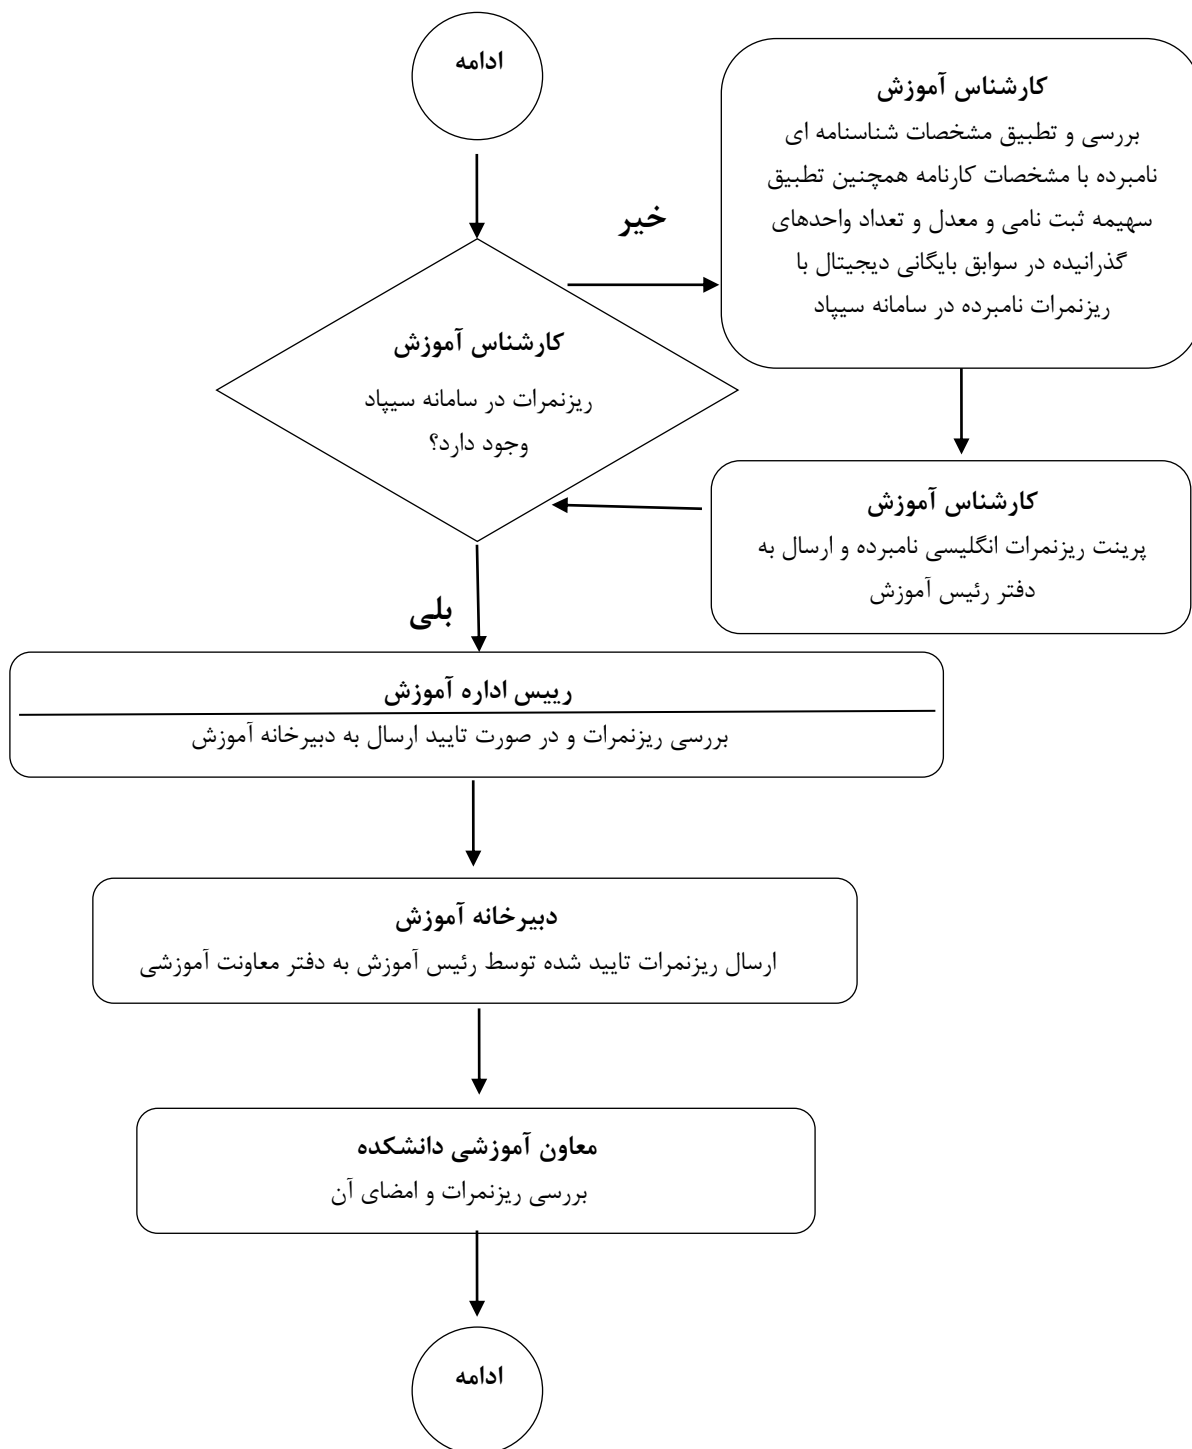 ادامه
خیر
کارشناس آموزش
بررسی و تطبیق مشخصات شناسنامه ای
نامبرده با مشخصات کارنامه همچنین تطبیق
سهیمه ثبت نامی و معدل و تعداد واحدهای
گذرانیده در سوابق بایگانی دیجیتال با
ریزنمرات نامبرده در سامانه سیپاد
کارشناس آموزش
ریزنمرات در سامانه سیپاد
وجود دارد؟
کارشناس آموزش
پرینت ریزنمرات انگلیسی نامبرده و ارسال به
دفتر رئیس آموزش
بلی
رییس اداره آموزش
بررسی ریزنمرات و در صورت تایید ارسال به دبیرخانه آموزش
دبیرخانه آموزش
ارسال ریزنمرات تایید شده توسط رئیس آموزش به دفتر معاونت آموزشی
معاون آموزشی دانشکده
بررسی ریزنمرات و امضای آن
ادامه